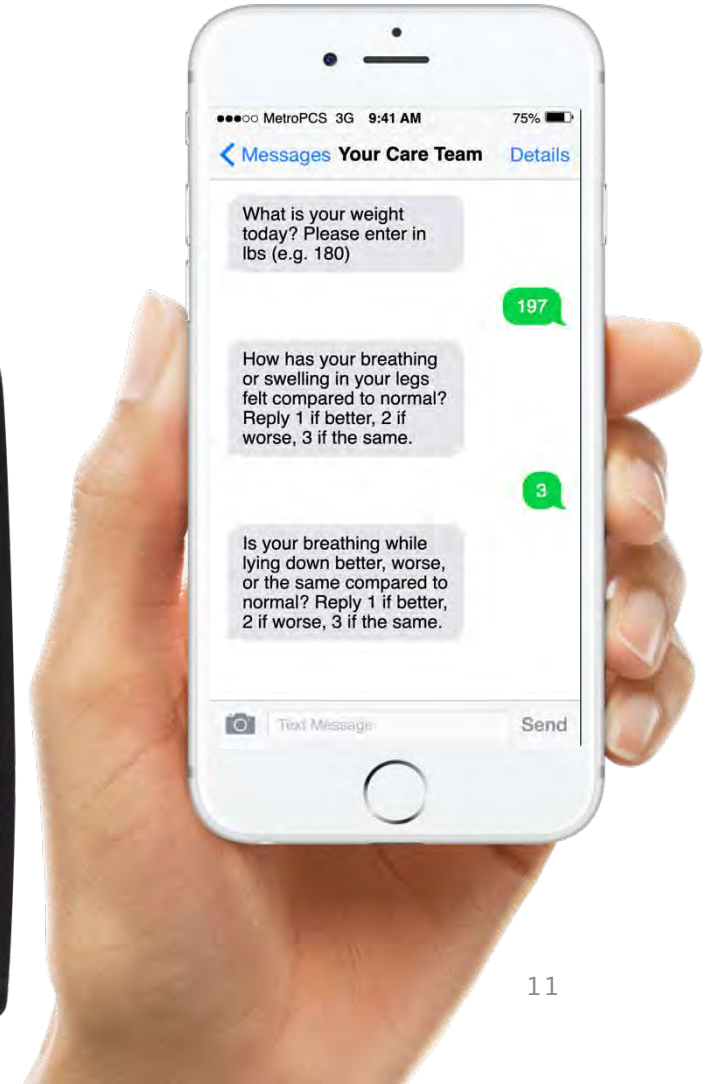 ●●●○○ MetroPCS 3G 9:41 AM 75%
Messages Your Care Team Details
What is your weight
today? Please enter in
lbs (e.g. 180)
197
How has your breathing
or swelling in your legs
felt compared to normal?
Reply 1 if better, 2 if
worse, 3 if the same.
3
Is your breathing while
lying down better, worse,
or the same compared to
normal? Reply 1 if better,
2 if worse, 3 if the same.
Text Message Send
11